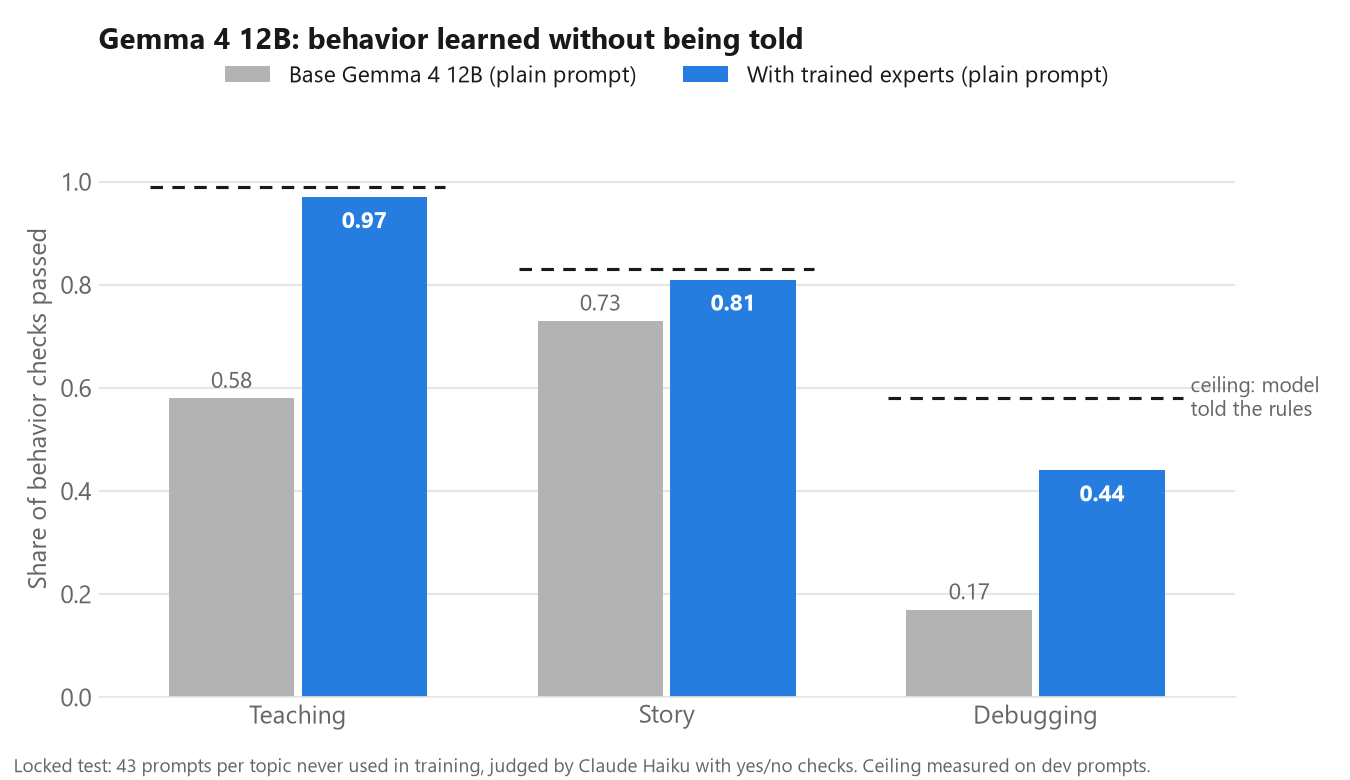 Gemma 4 12B: behavior learned without being told
Base Gemma 4 12B (plain prompt)
With trained experts (plain prompt)
Share of behavior checks passed
1.0
0.8
0.6
0.4
0.2
0.0
0.58
0.97
0.73
0.81
0.17
0.44
ceiling: model
told the rules
Teaching
Story
Debugging
Locked test: 43 prompts per topic never used in training, judged by Claude Haiku with yes/no checks. Ceiling measured on dev prompts.